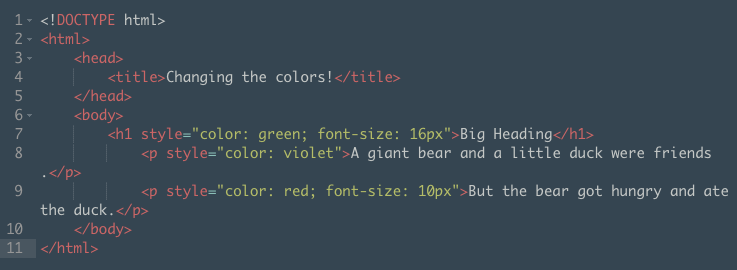 1 <!DOCTYPE html>
2 <html>
3     <head>
4         <title>Changing the colors!</title>
5     </head>
6     <body>
7         <h1 style="color: green; font-size: 16px">Big Heading</h1>
8             <p style="color: violet">A giant bear and a little duck were friends
.</p>
9             <p style="color: red; font-size: 10px">But the bear got hungry and ate
the duck.</p>
10     </body>
11 </html>